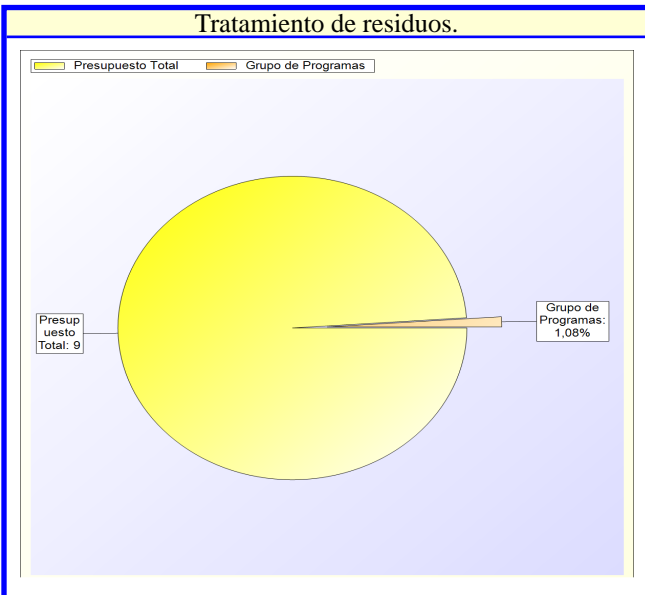 Tratamiento de residuos.
Presupuesto Total Grupo de Programas
Presup
uesto
Total: 9
Grupo de
Programas:
1,08%